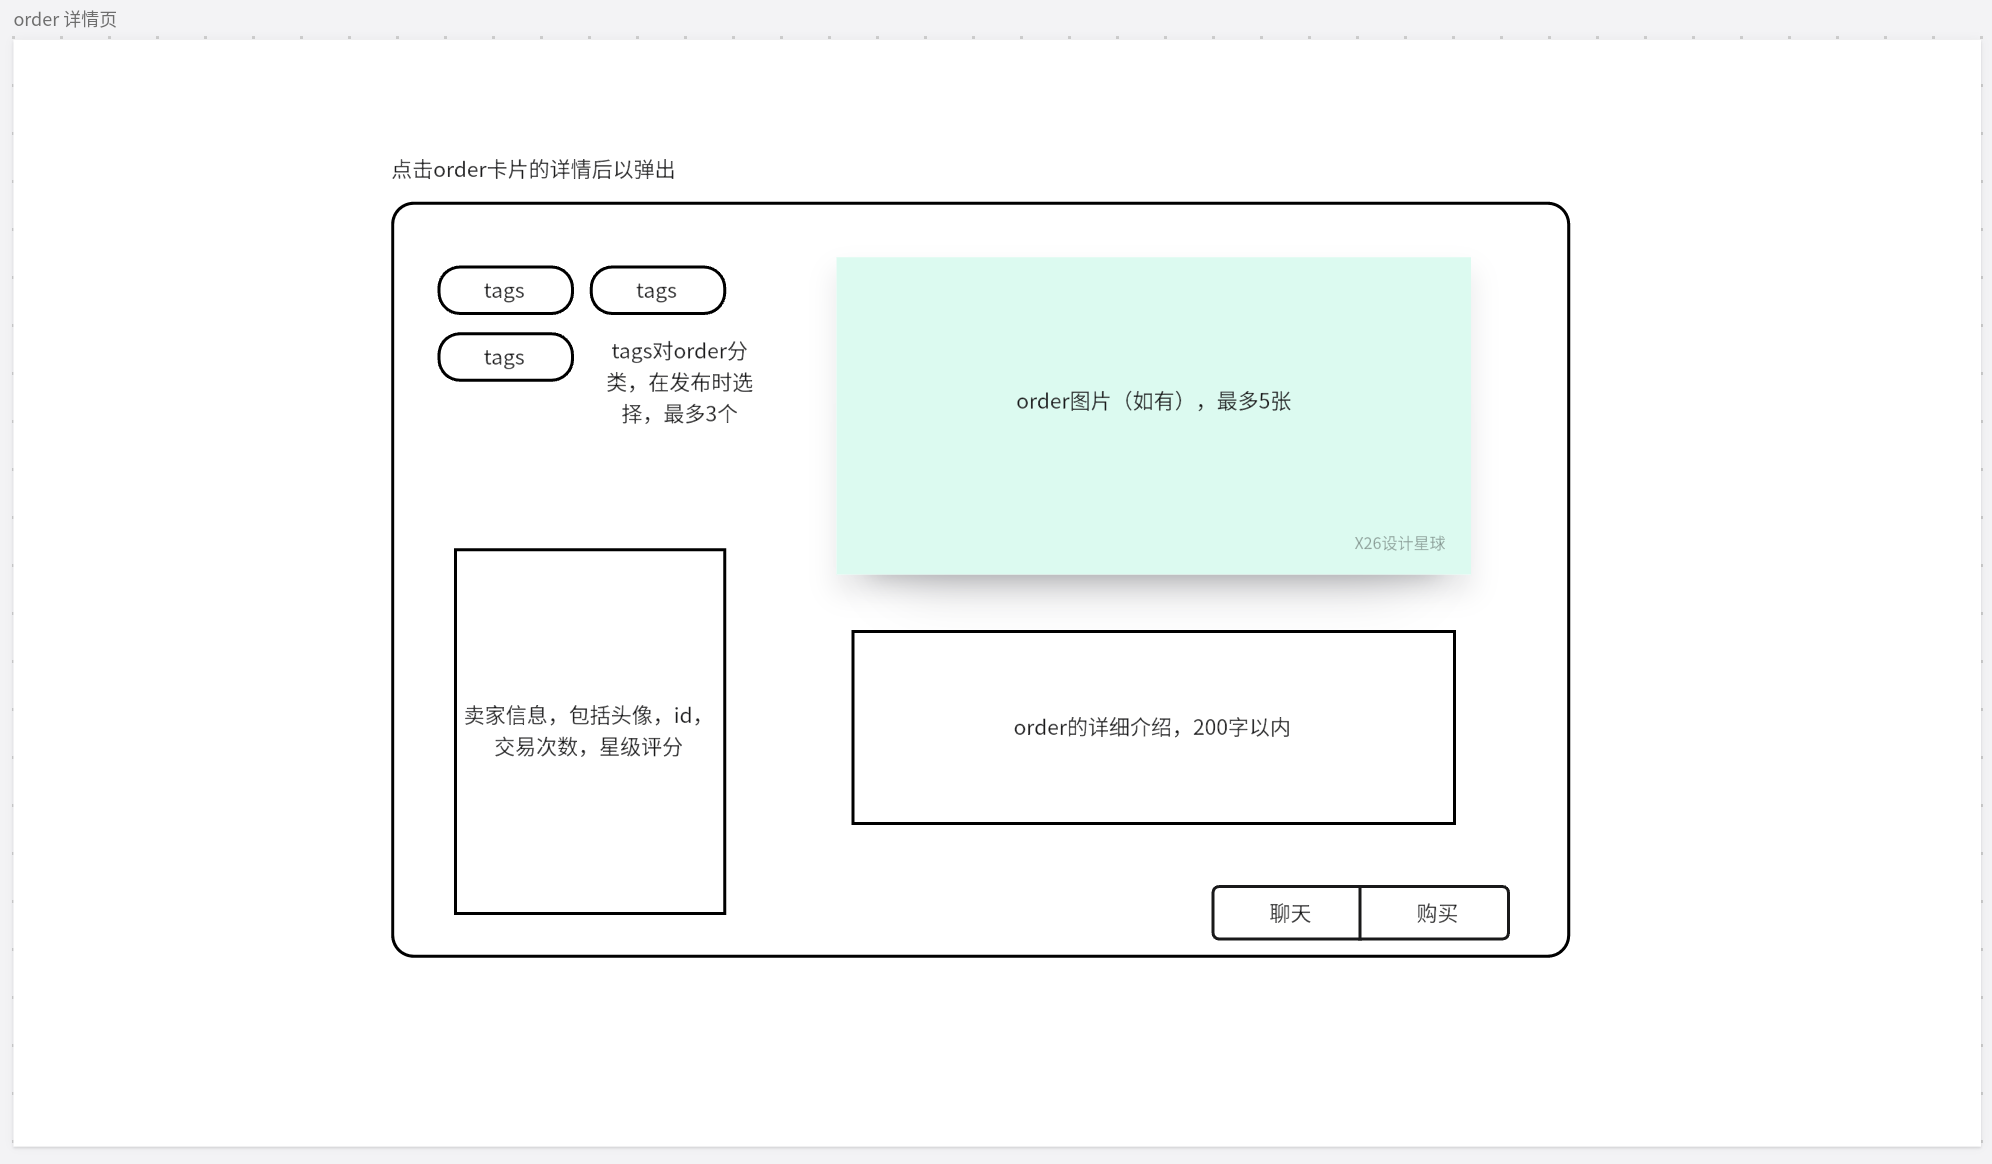 order 详情页
点击order卡片的详情后以弹出
tags
tags
tags
tags对order分
类，在发布时选
择，最多3个
order图片（如有），最多5张
X26设计星球
卖家信息，包括头像，id，
交易次数，星级评分
order的详细介绍，200字以内
聊天
购买